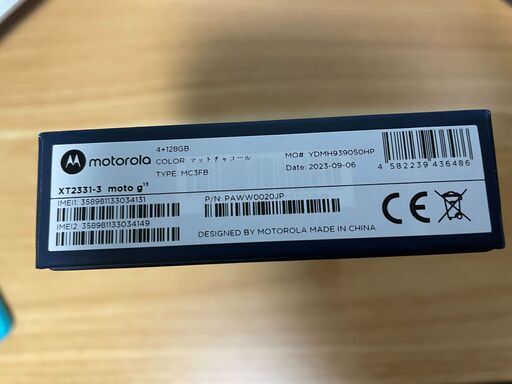 motorola
4+128GB
COLOR: マットチャコール
TYPE: MC3FB
MO#: YDMH939050HP
Date: 2023-09-06
4 582239 436486
XT2331-3 moto g¹³
IMEI1: 358981133034131
IMEI2: 358981133034149
P/N: PAWW0020JP
DESIGNED BY MOTOROLA MADE IN CHINA
CE